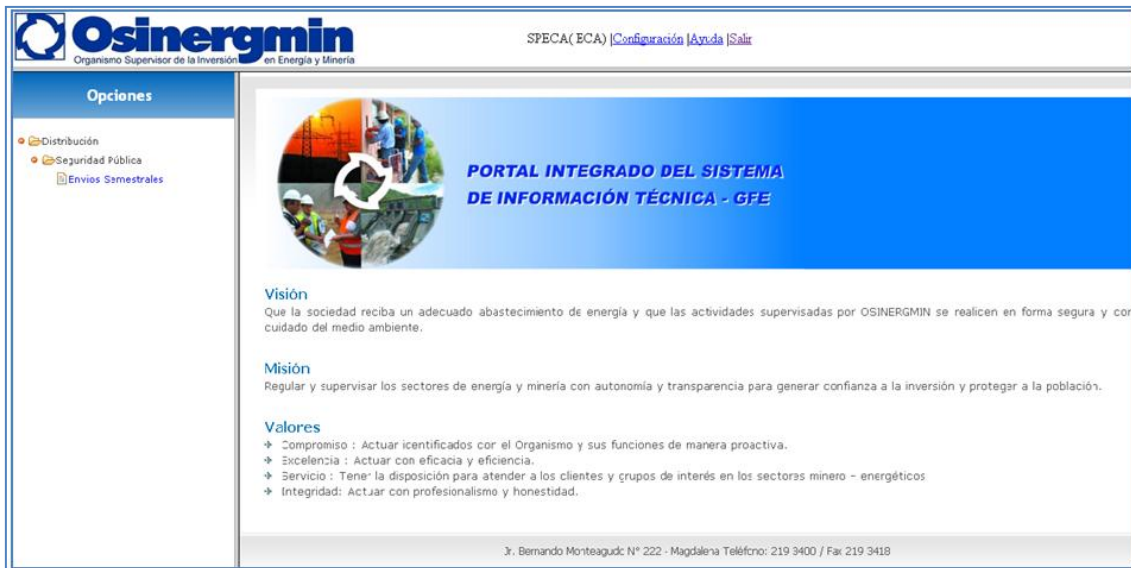 Osinergmin
Organismo Supervisor de la Inversión en Energía y Minería
SPECA( ECA) |Configuración |Ayuda |Salir
Opciones
Distribución
Seguridad Pública
Envios Semestrales
PORTAL INTEGRADO DEL SISTEMA
DE INFORMACIÓN TÉCNICA - GFE
Visión
Que la sociedad reciba un adecuado abastecimiento de energía y que las actividades supervisadas por OSINERGMIN se realicen en forma segura y con
cuidado del medio ambiente.
Misión
Regular y supervisar los sectores de energía y minería con autonomía y transparencia para generar confianza a la inversión y proteger a la población.
Valores
Compromiso : Actuar identificados con el Organismo y sus funciones de manera proactiva.
Excelencia : Actuar con eficacia y eficiencia.
Servicio : Tener la disposición para atender a los clientes y grupos de interés en los sectores minero - energéticos
Integridad: Actuar con profesionalismo y honestidad.
Jr. Bernando Monteagudo N° 222 - Magdalena Teléfono: 219 3400 / Fax 219 3418